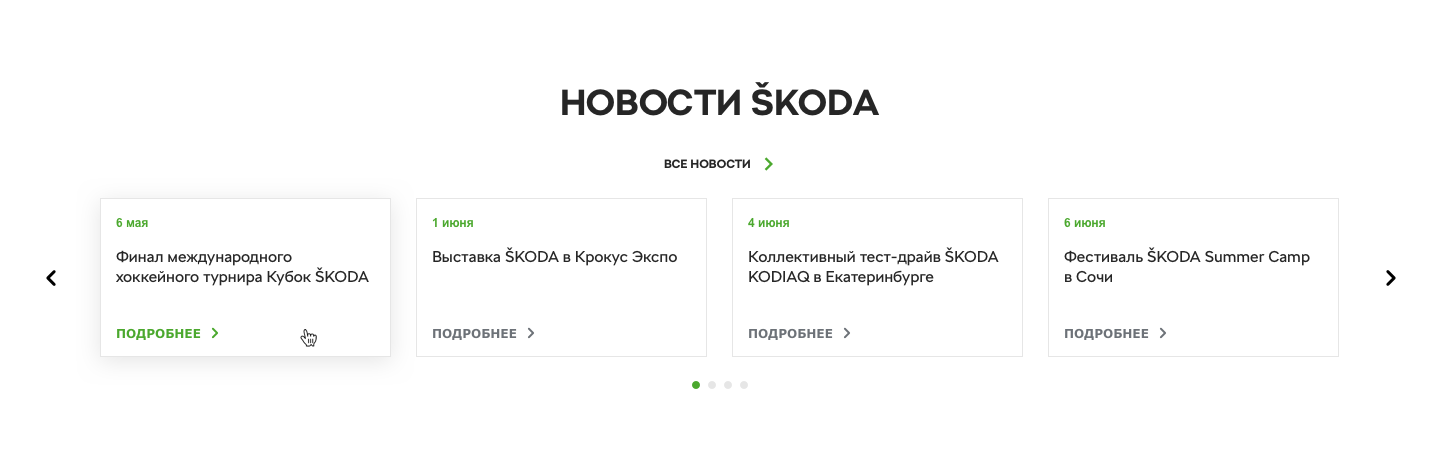 НОВОСТИ ŠKODA
ВСЕ НОВОСТИ
6 мая
Финал международного
хоккейного турнира Кубок ŠKODA
ПОДРОБНЕЕ
1 июня
Выставка ŠKODA в Крокус Экспо
ПОДРОБНЕЕ
4 июня
Коллективный тест-драйв ŠKODA
KODIAQ в Екатеринбурге
ПОДРОБНЕЕ
6 июня
Фестиваль ŠKODA Summer Camp
в Сочи
ПОДРОБНЕЕ